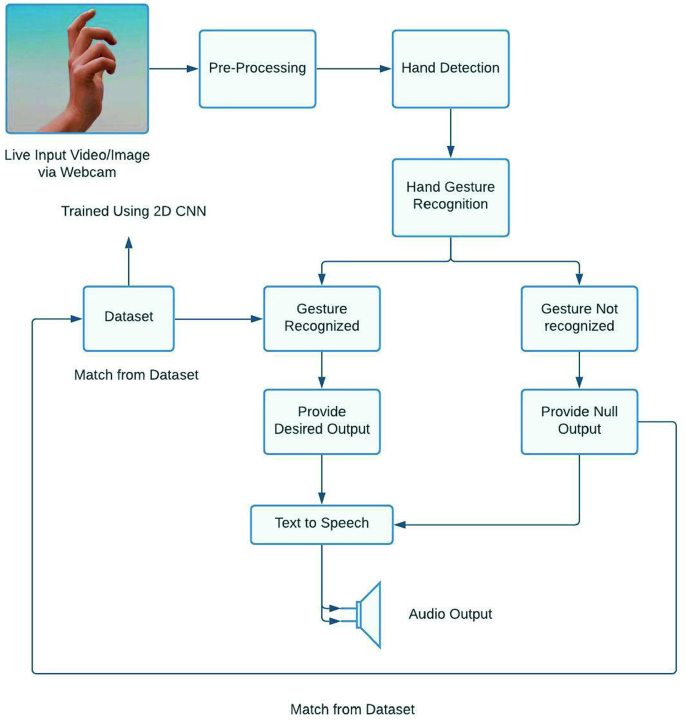 Pre-Processing
Hand Detection
Live Input Video/Image
via Webcam
Hand Gesture
Recognition
Trained Using 2D CNN
Dataset
Gesture
Recognized
Gesture Not
recognized
Match from Dataset
Provide
Desired Output
Provide Null
Output
Text to Speech
Audio Output
Match from Dataset